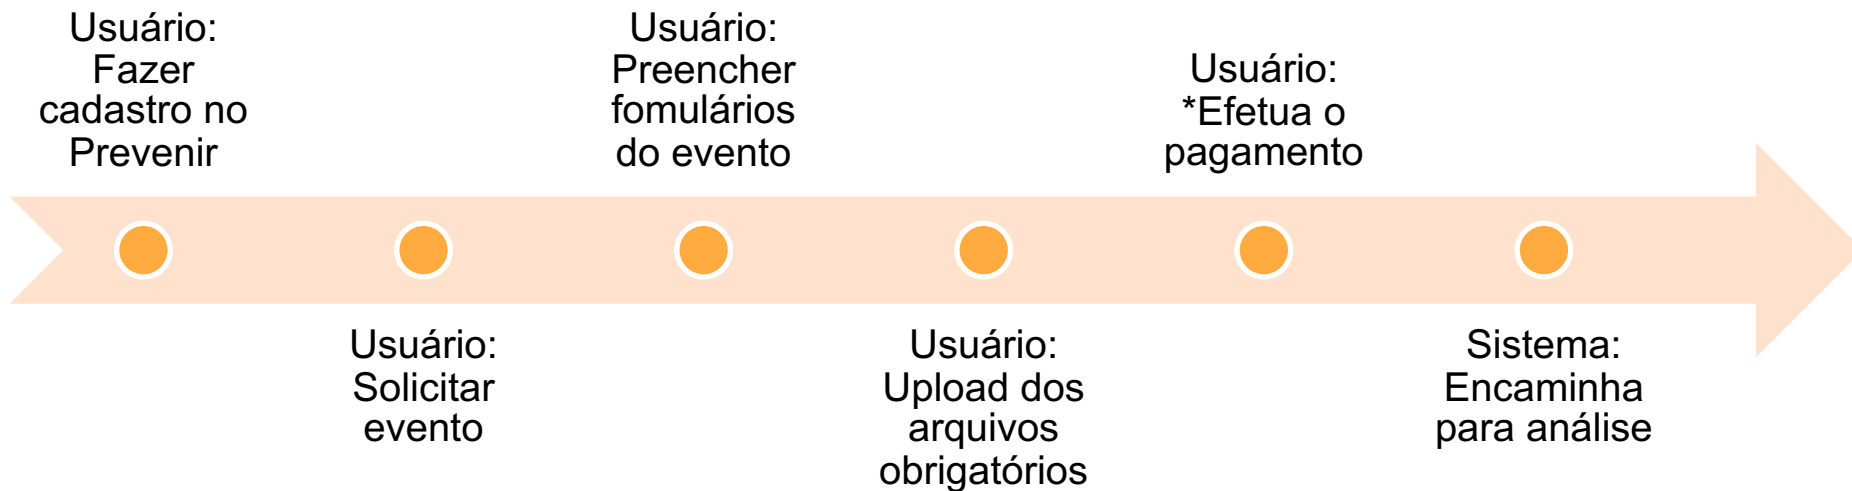 Usuário:
Fazer
cadastro no
Prevenir
Usuário:
Solicitar
evento
Usuário:
Preencher
fomulários
do evento
Usuário:
Upload dos
arquivos
obrigatórios
Usuário:
*Efetua o
pagamento
Sistema:
Encaminha
para análise